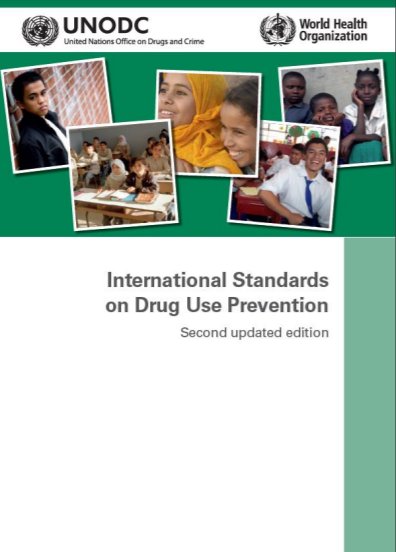 UNODC
United Nations Office on Drugs and Crime
World Health
Organization
International Standards
on Drug Use Prevention
Second updated edition